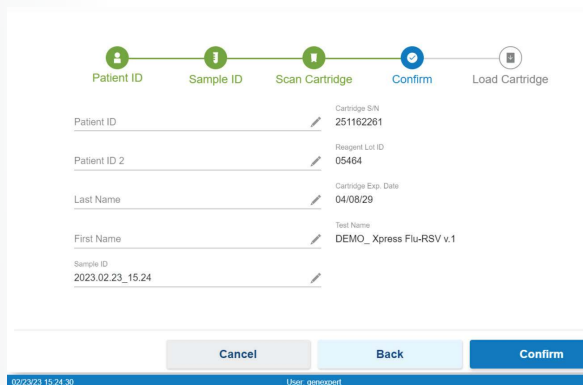 Patient ID
Sample ID
Scan Cartridge
Confirm
Load Cartridge
Patient ID
Patient ID 2
Last Name
First Name
Sample ID
2023.02.23_15.24
Cartridge S/N
251162261
Reagent Lot ID
05464
Cartridge Exp. Date
04/08/29
Test Name
DEMO_ Xpress Flu-RSV v.1
Cancel
Back
Confirm
02/23/23 15:24:30
User: genexpert